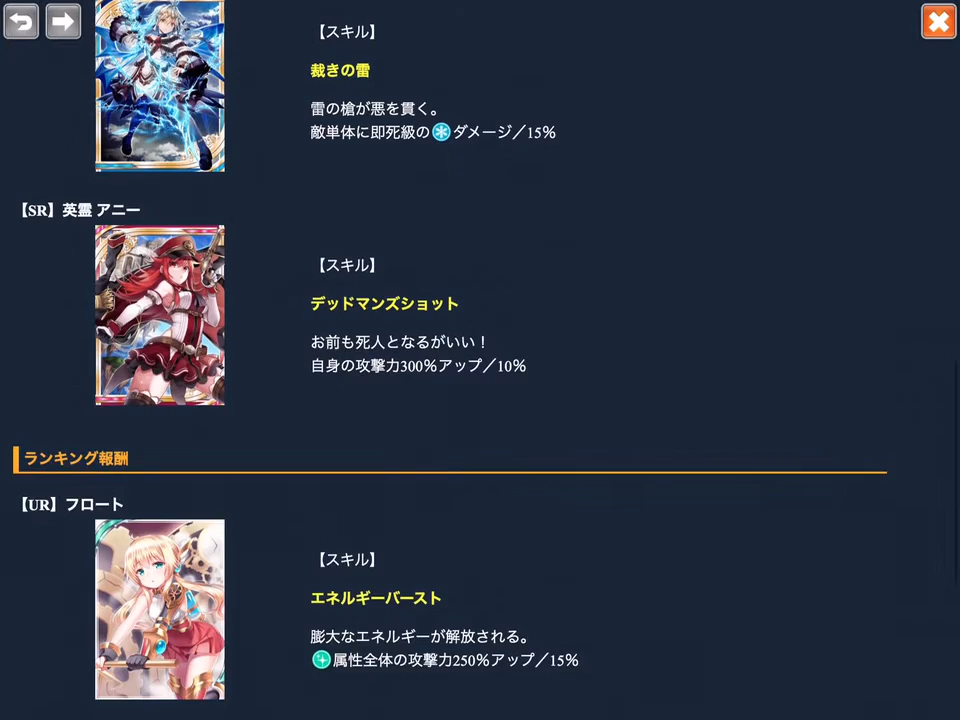 【スキル】
裁きの雷
雷の槍が悪を貫く。
敵単体に即死級のダメージ／15%
【SR】英霊 アニー
【スキル】
デッドマンズショット
お前も死人となるがいい！
自身の攻撃力300%アップ／10%
ランキング報酬
【UR】フロート
【スキル】
エネルギーバースト
膨大なエネルギーが解放される。
属性全体の攻撃力250%アップ／15%